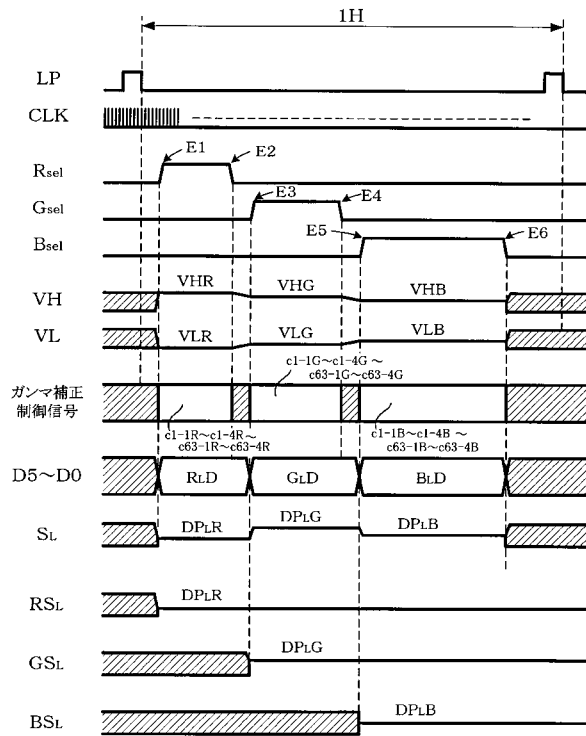 1H
LP
CLK
E1
E2
Rsel
E3
E4
Gsel
E5
E6
Bsel
VHR
VHG
VHB
VH
VLR
VLG
VLB
VL
c1-1G～c1-4G～
c63-1G～c63-4G
ガンマ補正
制御信号
c1-1R～c1-4R～
c63-1R～c63-4R
c1-1B～c1-4B～
c63-1B～c63-4B
D5～D0
RLD
GLD
BLD
SL
DPLR
DPLG
DPLB
RSL
DPLR
GSL
DPLG
BSL
DPLB